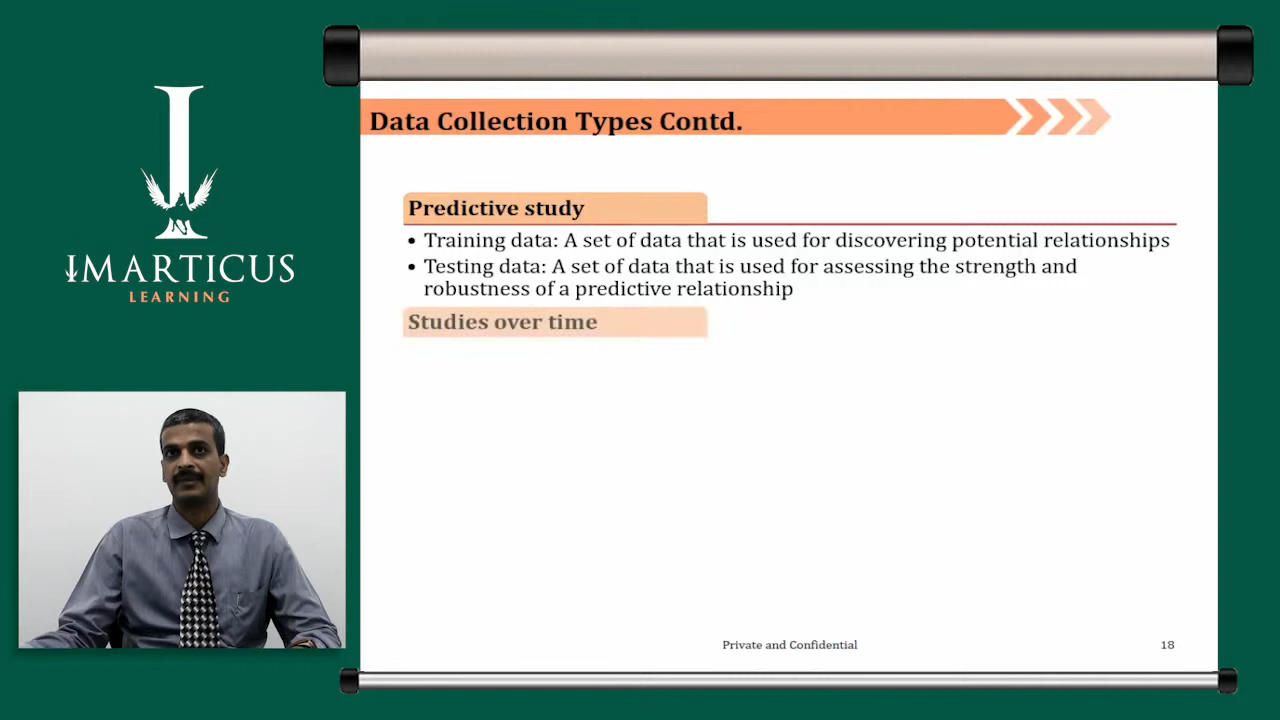 IMARTICUS
LEARNING
Data Collection Types Contd.
Predictive study
• Training data: A set of data that is used for discovering potential relationships
• Testing data: A set of data that is used for assessing the strength and
robustness of a predictive relationship
Studies over time
Private and Confidential
18